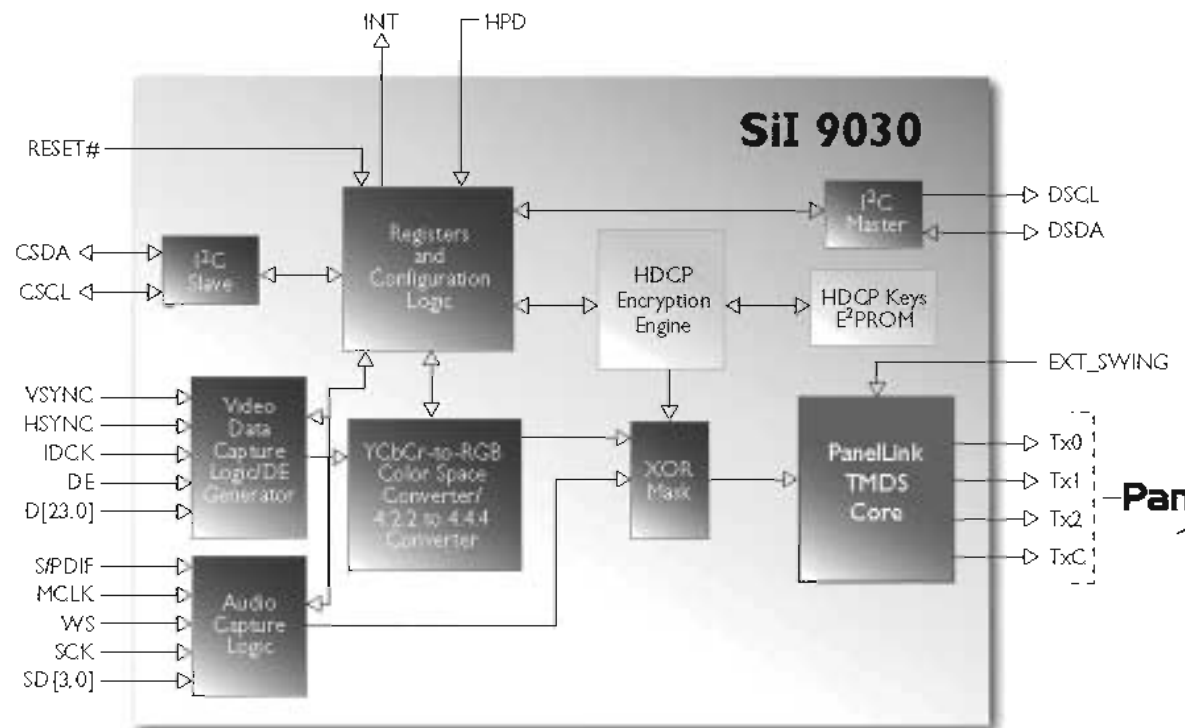 INT
HPD
SiI 9030
RESET#
Registers
and
Configuration
Logic
I²C
Master
DSCL
DSDA
CSDA
CSCL
I²C
Slave
HDCP
Encryption
Engine
HDCP Keys
E²PROM
EXT_SWING
VSYNC
HSYNC
IDCK
DE
D[23.0]
Video
Data
Capture
Logic/DE
Generator
YCbCr-to-RGB
Color Space
Converter/
4.2.2 to 4.4.4
Converter
XOR
Mask
PanelLink
TMDS
Core
Tx0
Tx1
Tx2
TxC
Pan
S/PDIF
MCLK
WS
SCK
SD[3,0]
Audio
Capture
Logic